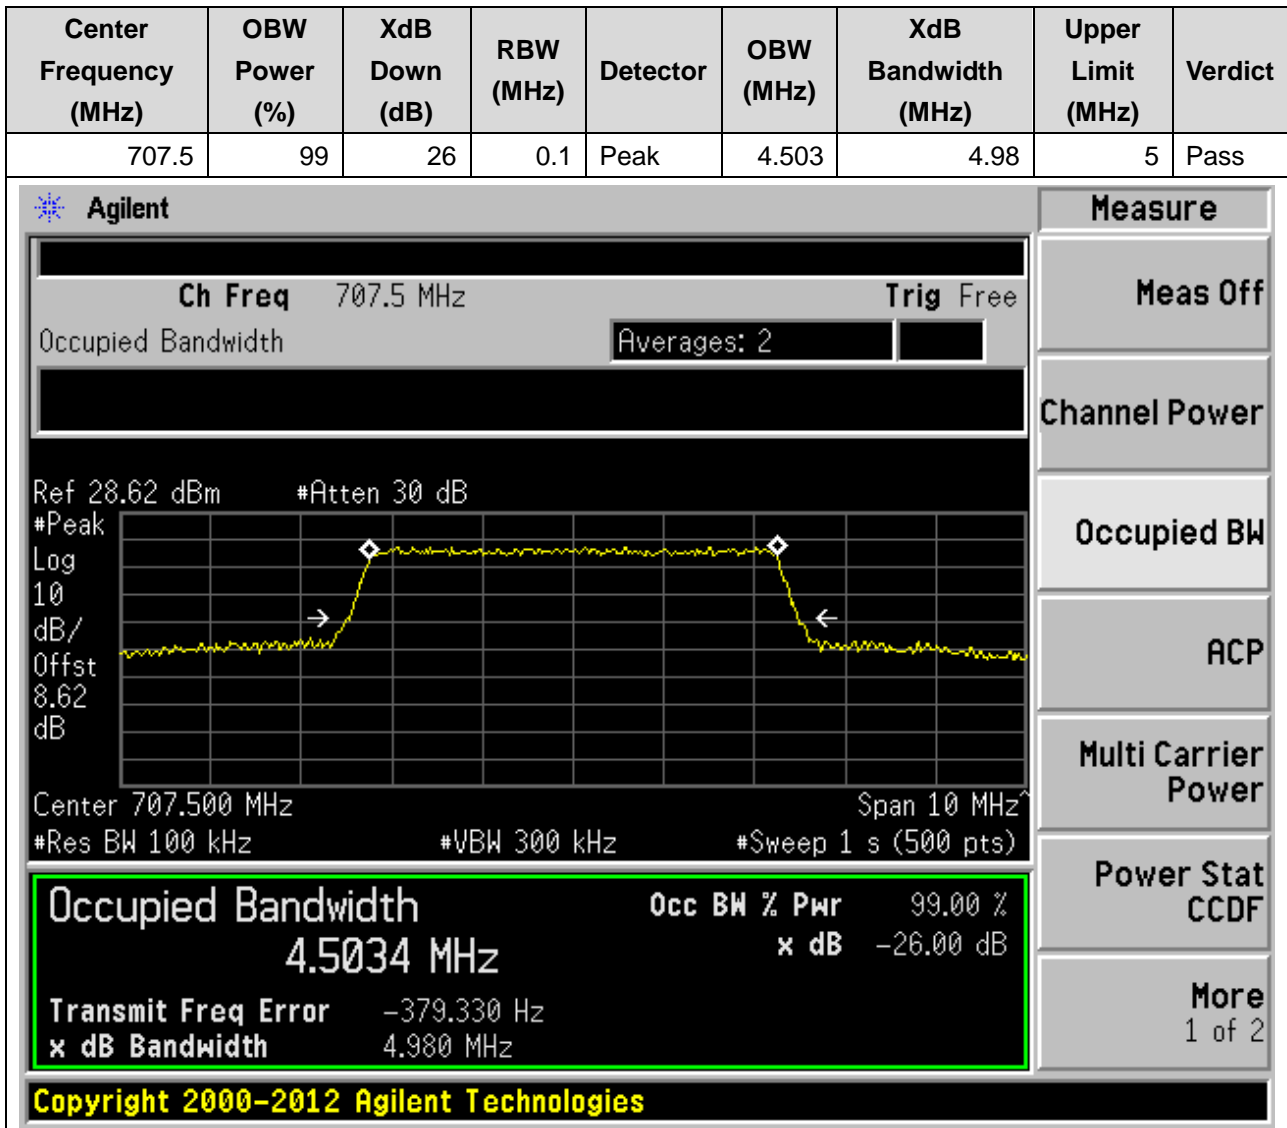 Center Frequency (MHz) OBW Power (%) XdB Down (dB) RBW (MHz) Detector OBW (MHz) XdB Bandwidth (MHz) Upper Limit (MHz) Verdict
707.5 99 26 0.1 Peak 4.503 4.98 5 Pass
Agilent
Measure
Ch Freq 707.5 MHz Trig Free
Meas Off
Occupied Bandwidth Averages: 2
Channel Power
Ref 28.62 dBm #Atten 30 dB
#Peak
Log
10
dB/
Offst
8.62
dB
Occupied BW
ACP
Multi Carrier
Power
Center 707.500 MHz Span 10 MHz^
#Res BW 100 kHz #VBW 300 kHz #Sweep 1 s (500 pts)
Power Stat
CCDF
Occupied Bandwidth Occ BW % Pwr 99.00 %
4.5034 MHz x dB -26.00 dB
Transmit Freq Error -379.330 Hz
x dB Bandwidth 4.980 MHz
More
1 of 2
Copyright 2000-2012 Agilent Technologies